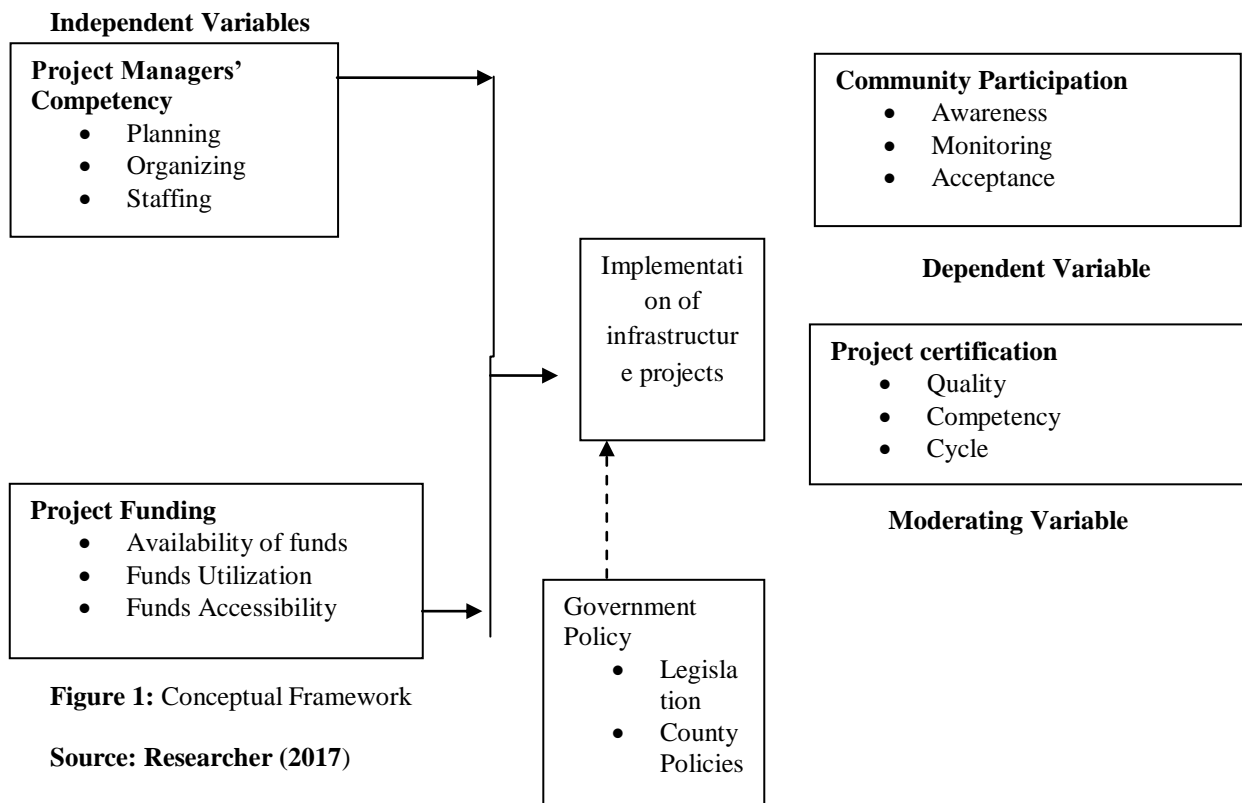 Independent Variables
Project Managers’
Competency
• Planning
• Organizing
• Staffing
Community Participation
• Awareness
• Monitoring
• Acceptance
Implementati
on of
infrastructur
e projects
Dependent Variable
Project certification
• Quality
• Competency
• Cycle
Moderating Variable
Project Funding
• Availability of funds
• Funds Utilization
• Funds Accessibility
Government
Policy
• Legisla
tion
• County
Policies
Figure 1: Conceptual Framework
Source: Researcher (2017)